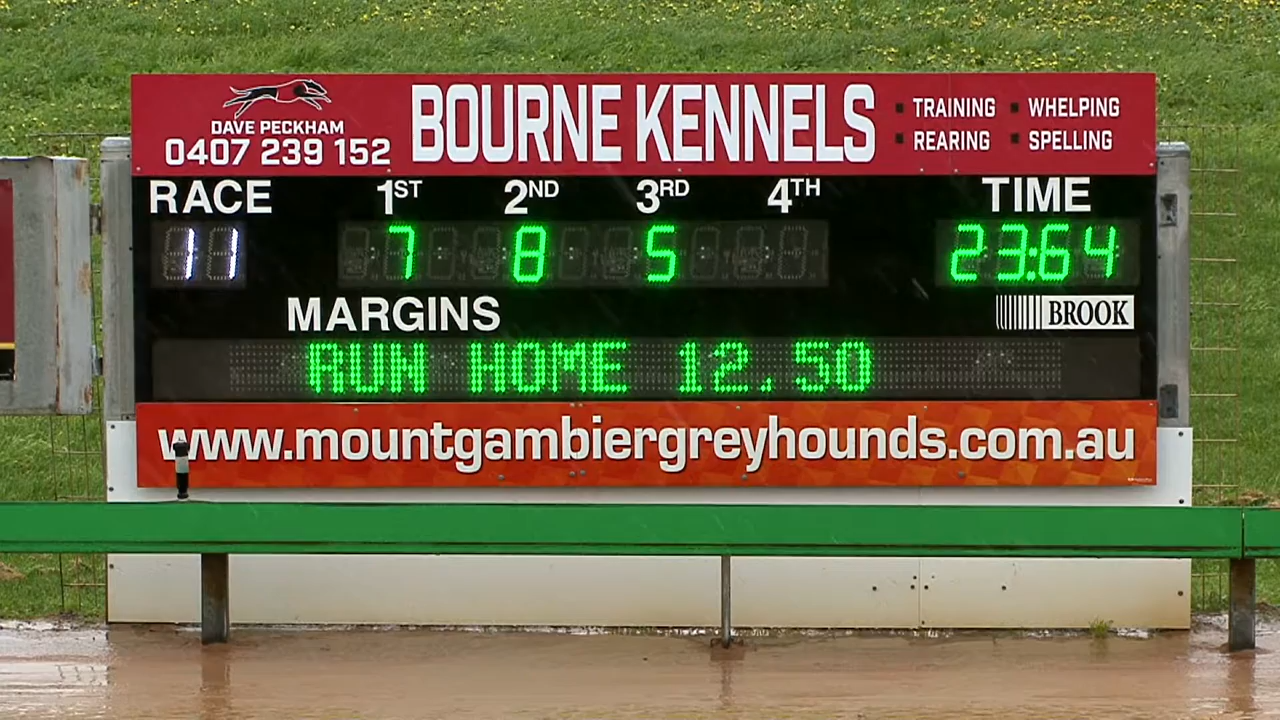 DAVE PECKHAM
0407 239 152
BOURNE KENNELS
TRAINING
WHELPING
REARING
SPELLING
RACE 1ST 2ND 3RD 4TH TIME
11 7 8 5 23:64
MARGINS
BROOK
RUN HOME 12.50
www.mountgambiergreyhounds.com.au